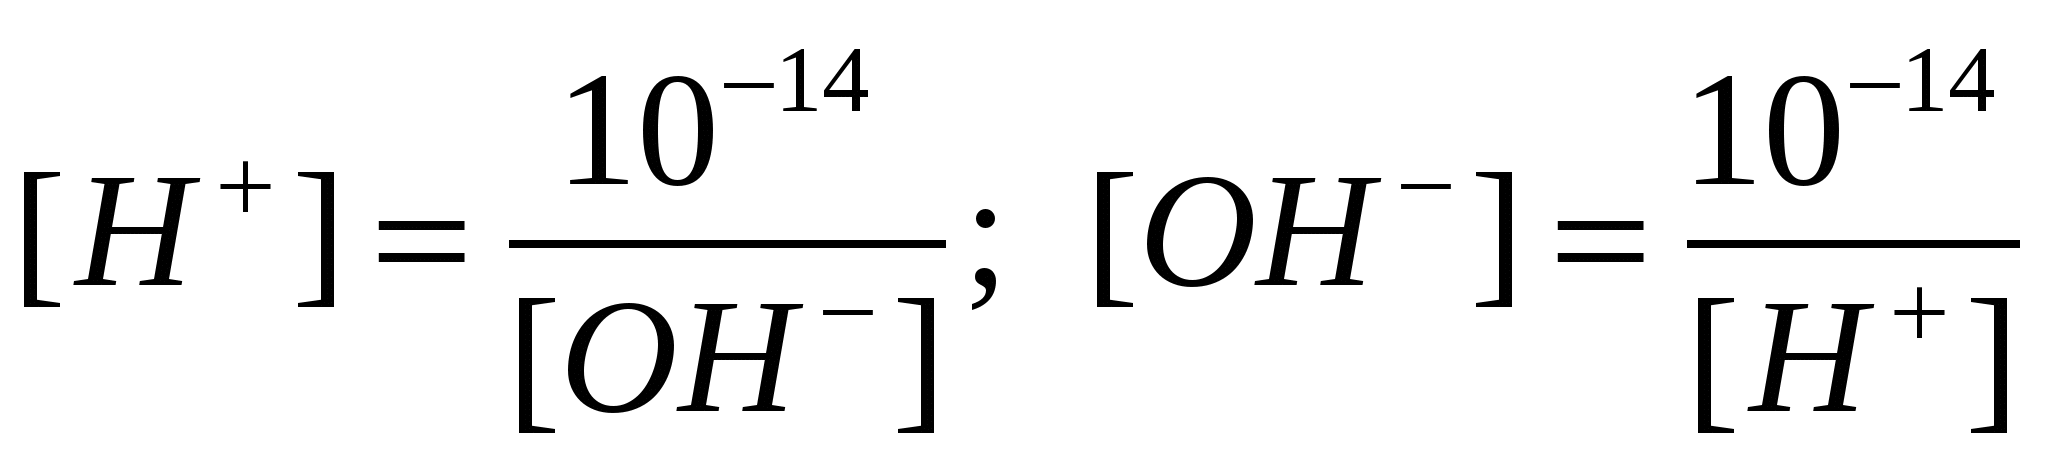 [H⁺] = 10⁻¹⁴ / [OH⁻] ; [OH⁻] = 10⁻¹⁴ / [H⁺]